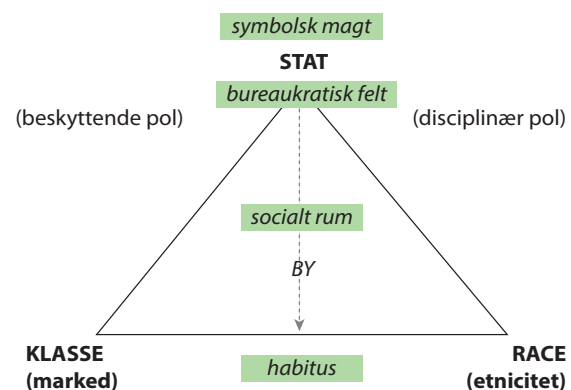 symbolsk magt
STAT
bureaukratisk felt
(beskyttende pol)
(disciplinær pol)
socialt rum
BY
KLASSE
(marked)
habitus
RACE
(etnicitet)